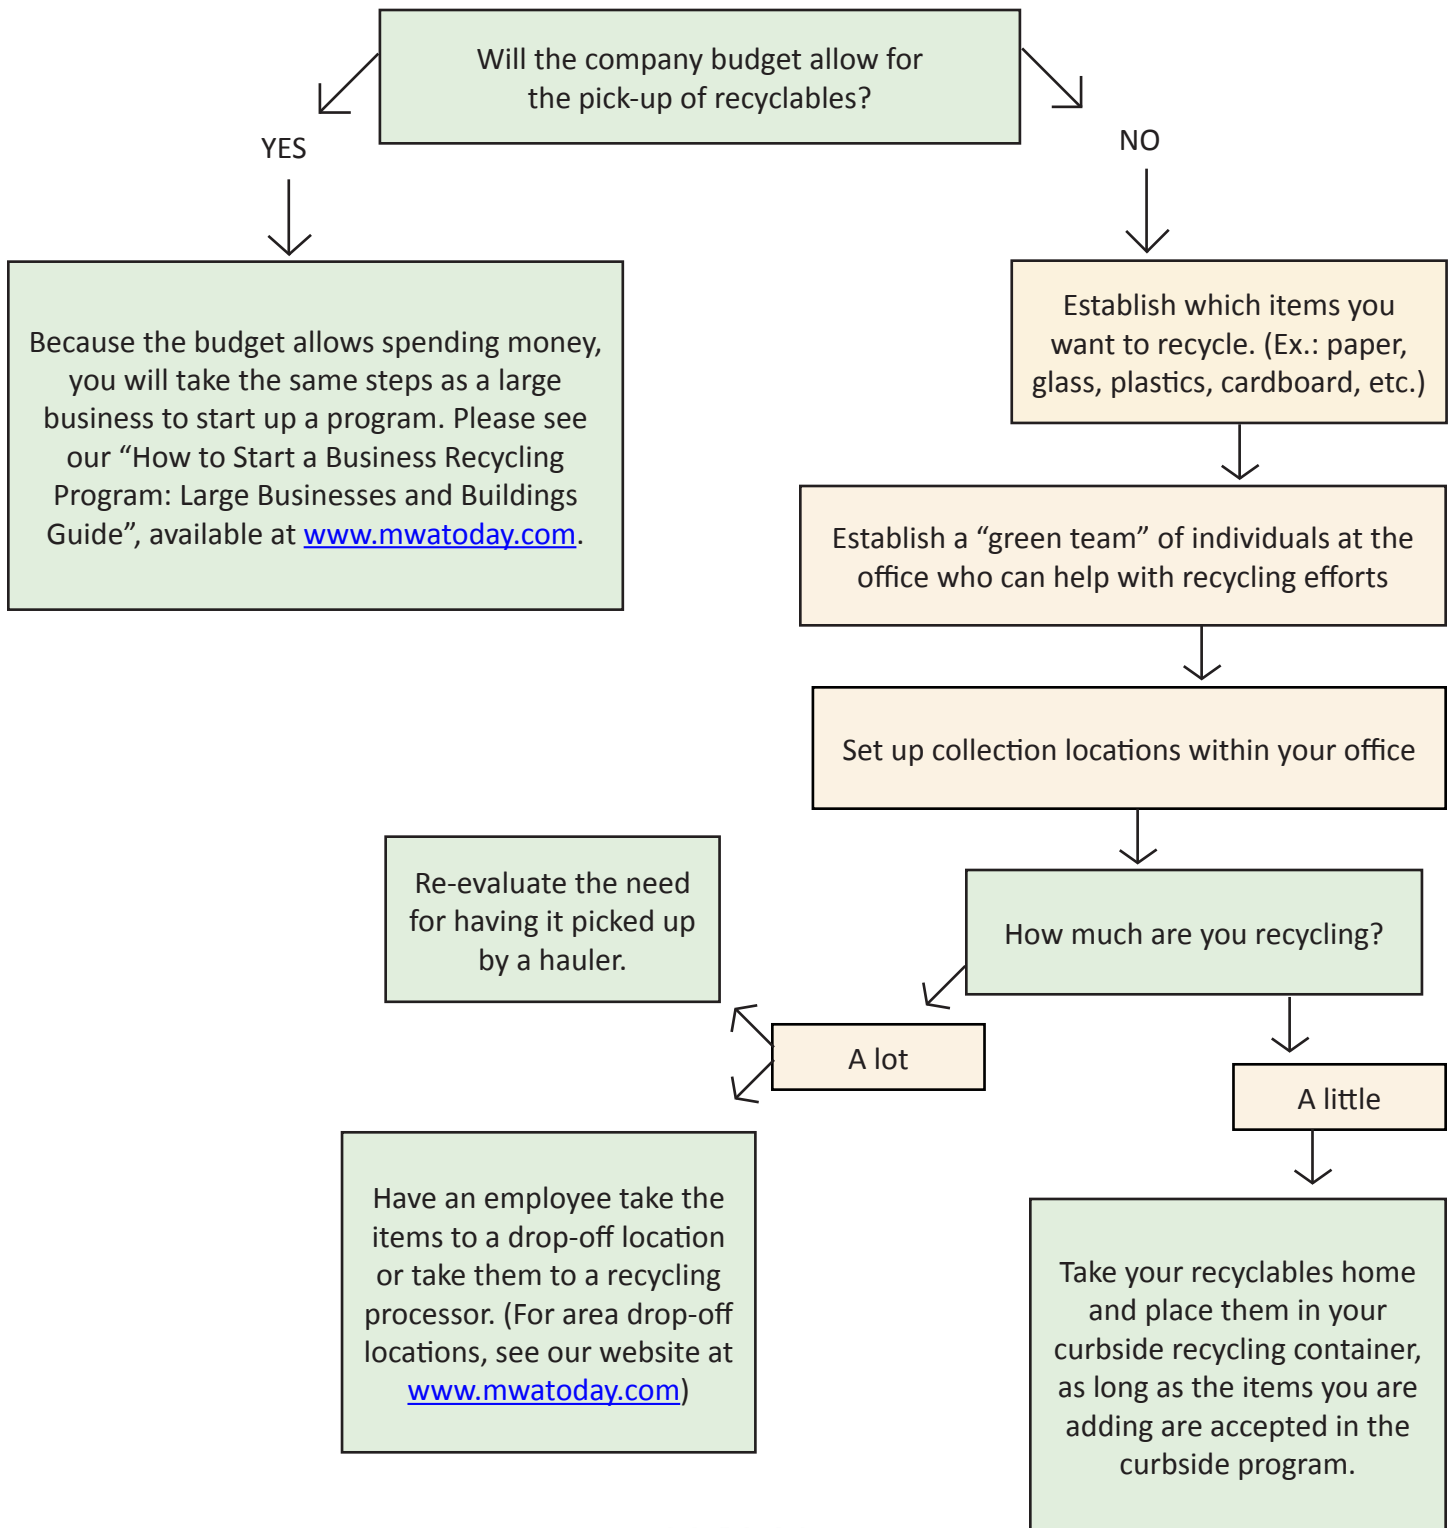 Will the company budget allow for
the pick-up of recyclables?
YES
NO
Because the budget allows spending money,
you will take the same steps as a large
business to start up a program. Please see
our “How to Start a Business Recycling
Program: Large Businesses and Buildings
Guide”, available at www.mwatoday.com.
Establish which items you
want to recycle. (Ex.: paper,
glass, plastics, cardboard, etc.)
Establish a “green team” of individuals at the
office who can help with recycling efforts
Set up collection locations within your office
How much are you recycling?
Re-evaluate the need
for having it picked up
by a hauler.
A lot
A little
Have an employee take the
items to a drop-off location
or take them to a recycling
processor. (For area drop-off
locations, see our website at
www.mwatoday.com)
Take your recyclables home
and place them in your
curbside recycling container,
as long as the items you are
adding are accepted in the
curbside program.